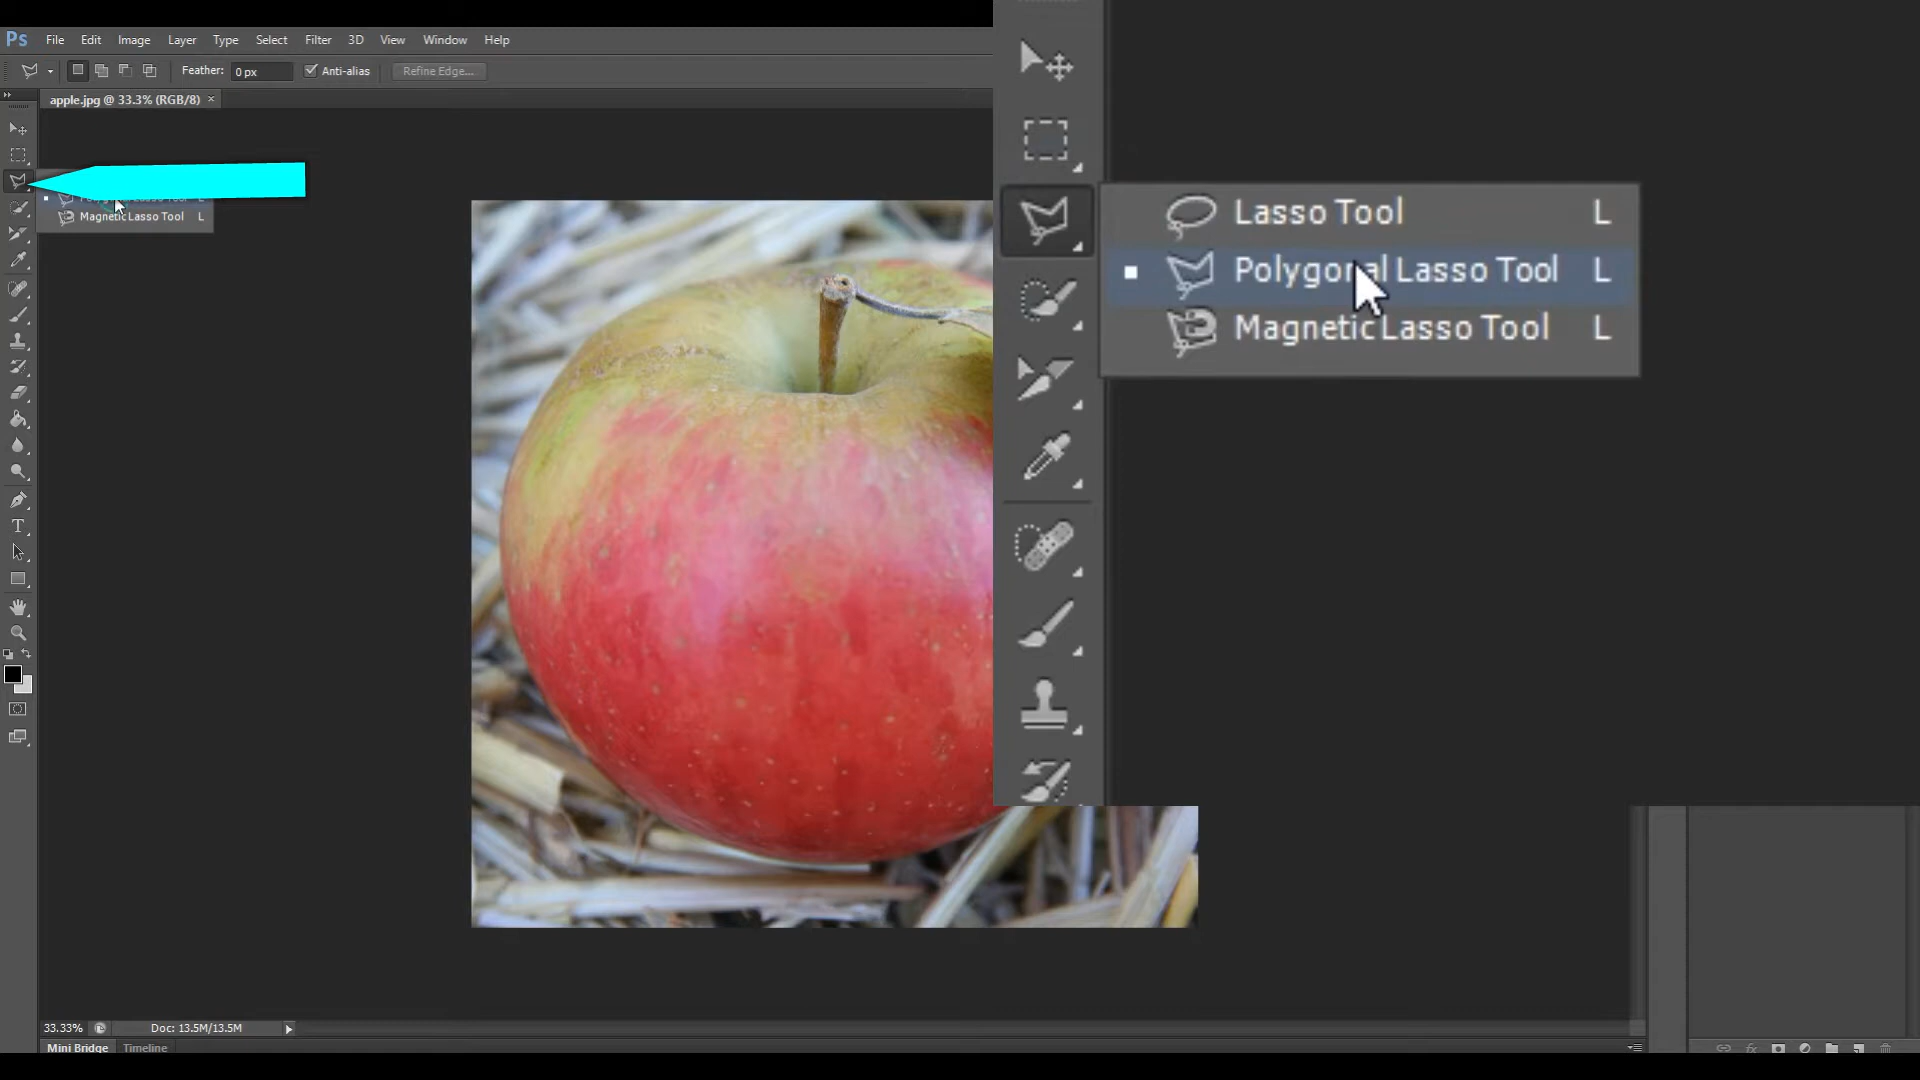 Ps File Edit Image Layer Type Select Filter 3D View Window Help
Feather: 0 px Anti-alias Refine Edge...
apple.jpg @ 33.3% (RGB/8) ×
L
Magnetic Lasso Tool L
Lasso Tool L
Polygonal Lasso Tool L
Magnetic Lasso Tool L
T
33.33% Doc: 13.5M/13.5M
Mini Bridge Timeline
fx